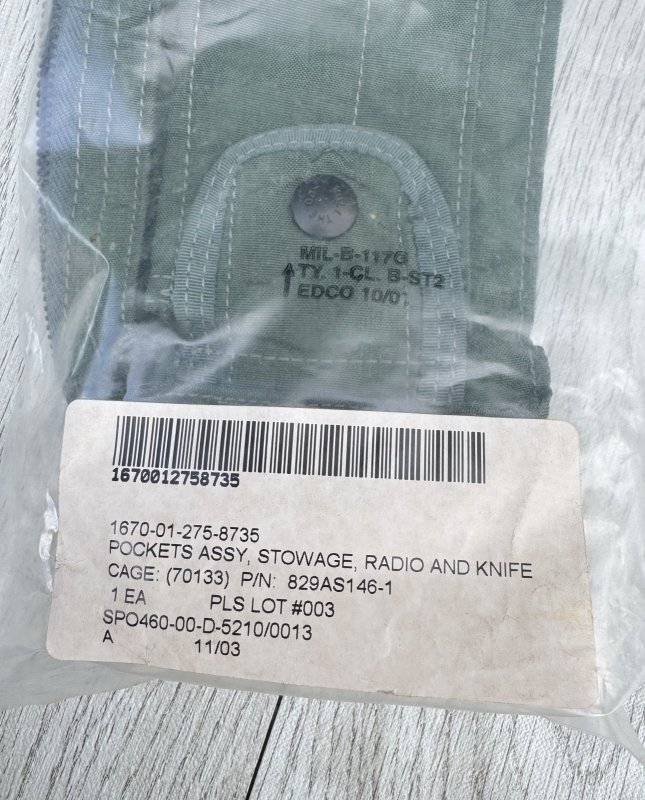 MIL-B-117G
TY. 1-CL. B-ST2
EDCO 10/01
1670012758735
1670-01-275-8735
POCKETS ASSY, STOWAGE, RADIO AND KNIFE
CAGE: (70133) P/N: 829AS146-1
1 EA PLS LOT #003
SPO460-00-D-5210/0013
A 11/03